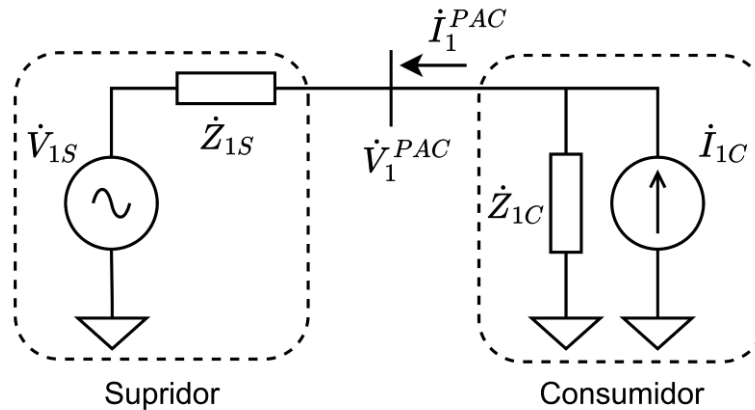 İ₁ᴾᴬᶜ
V̇₁S
Ż₁S
V̇₁ᴾᴬᶜ
Ż₁C
İ₁C
Supridor
Consumidor